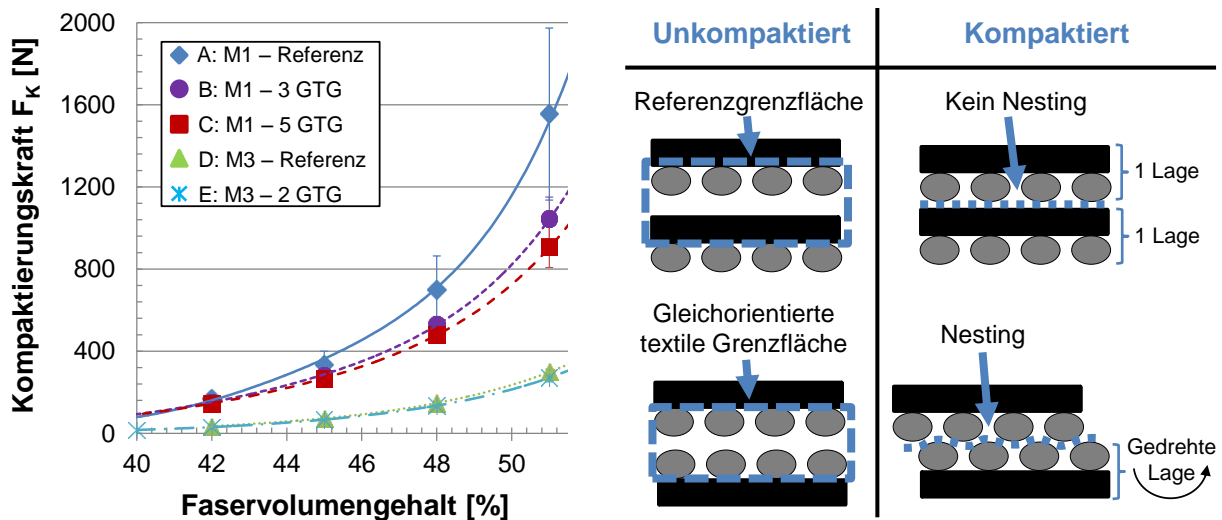 Kompaktierungskraft F_K [N]
2000
1600
1200
800
400
0
40
42
44
46
48
50
Faservolumengehalt [%]
A: M1 – Referenz
B: M1 – 3 GTG
C: M1 – 5 GTG
D: M3 – Referenz
E: M3 – 2 GTG
Unkompaktiert
Kompaktiert
Referenzgrenzfläche
Kein Nesting
1 Lage
1 Lage
Gleichorientierte
textile Grenzfläche
Nesting
Gedrehte
Lage